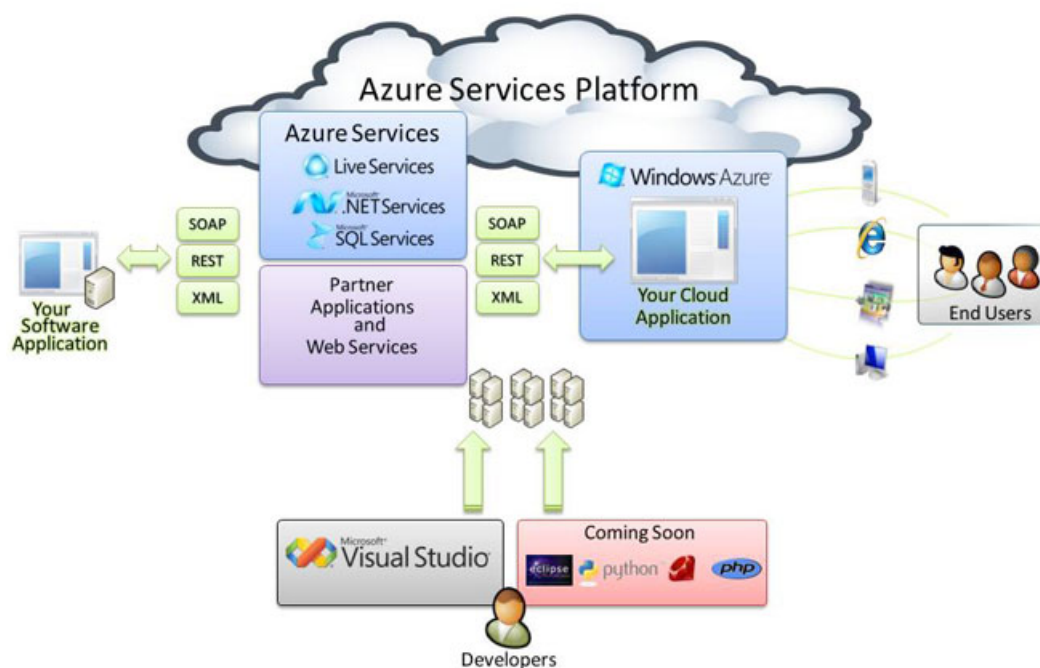 Azure Services Platform
Azure Services
Live Services
Microsoft®
.NET Services
Microsoft®
SQL Services
Partner
Applications
and
Web Services
SOAP
REST
XML
SOAP
REST
XML
Your
Software
Application
Windows Azure™
Your Cloud
Application
End Users
Microsoft®
Visual Studio®
Coming Soon
eclipse
python™
php
Developers